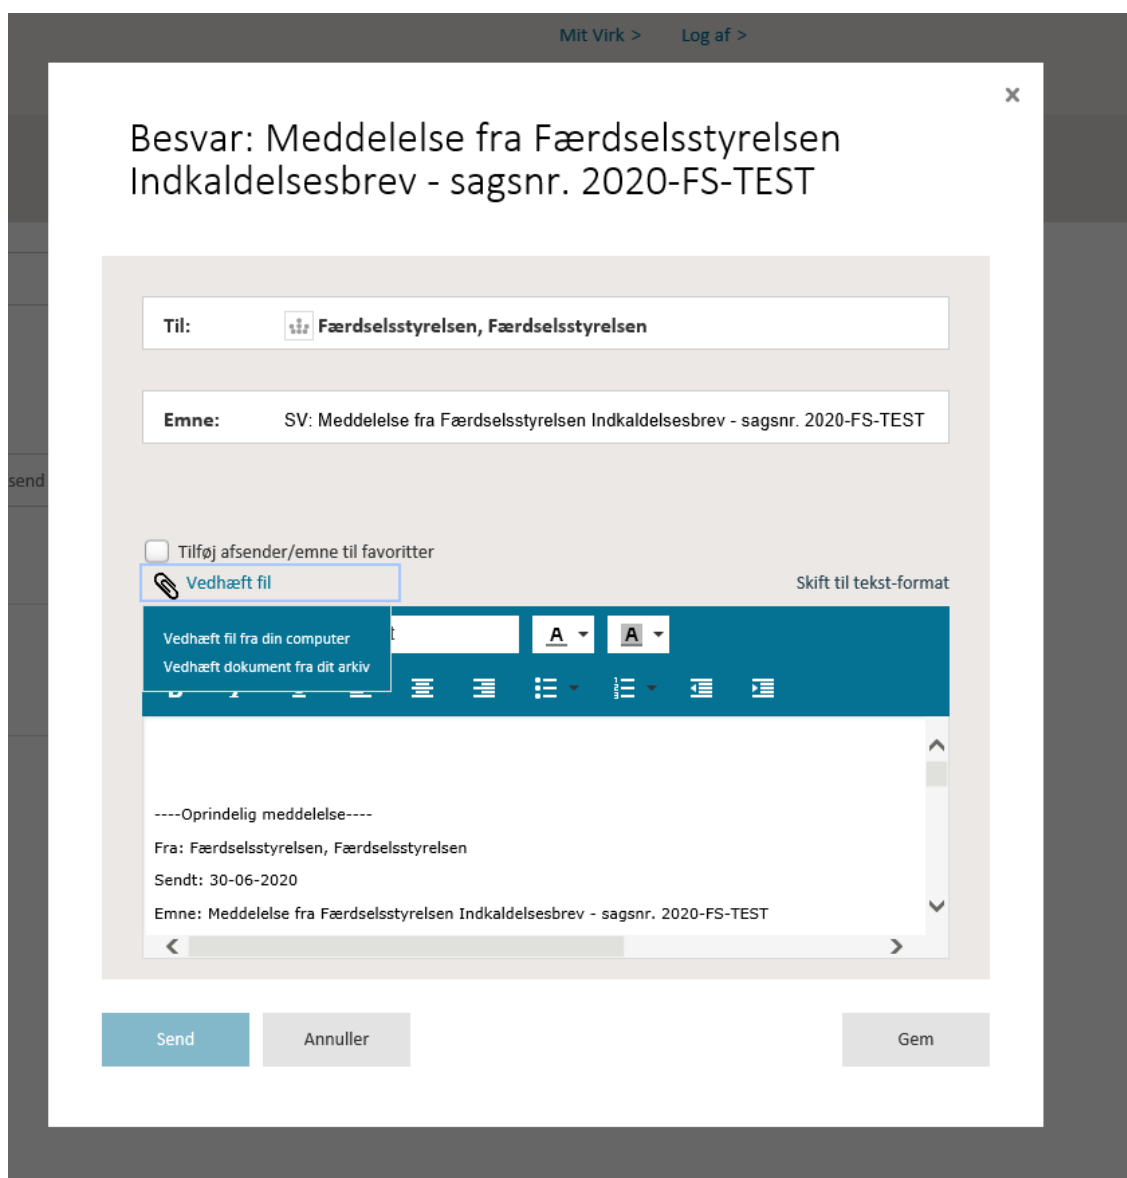 Mit Virk >
Log af >
Besvar: Meddelelse fra Færdselsstyrelsen
Indkaldelsesbrev - sagsnr. 2020-FS-TEST
Til: Færdselsstyrelsen, Færdselsstyrelsen
Emne: SV: Meddelelse fra Færdselsstyrelsen Indkaldelsesbrev - sagsnr. 2020-FS-TEST
send
Tilføj afsender/emne til favoritter
Vedhæft fil
Skift til tekst-format
Vedhæft fil fra din computer
Vedhæft dokument fra dit arkiv
----Oprindelig meddelelse----
Fra: Færdselsstyrelsen, Færdselsstyrelsen
Sendt: 30-06-2020
Emne: Meddelelse fra Færdselsstyrelsen Indkaldelsesbrev - sagsnr. 2020-FS-TEST
Send
Annuller
Gem